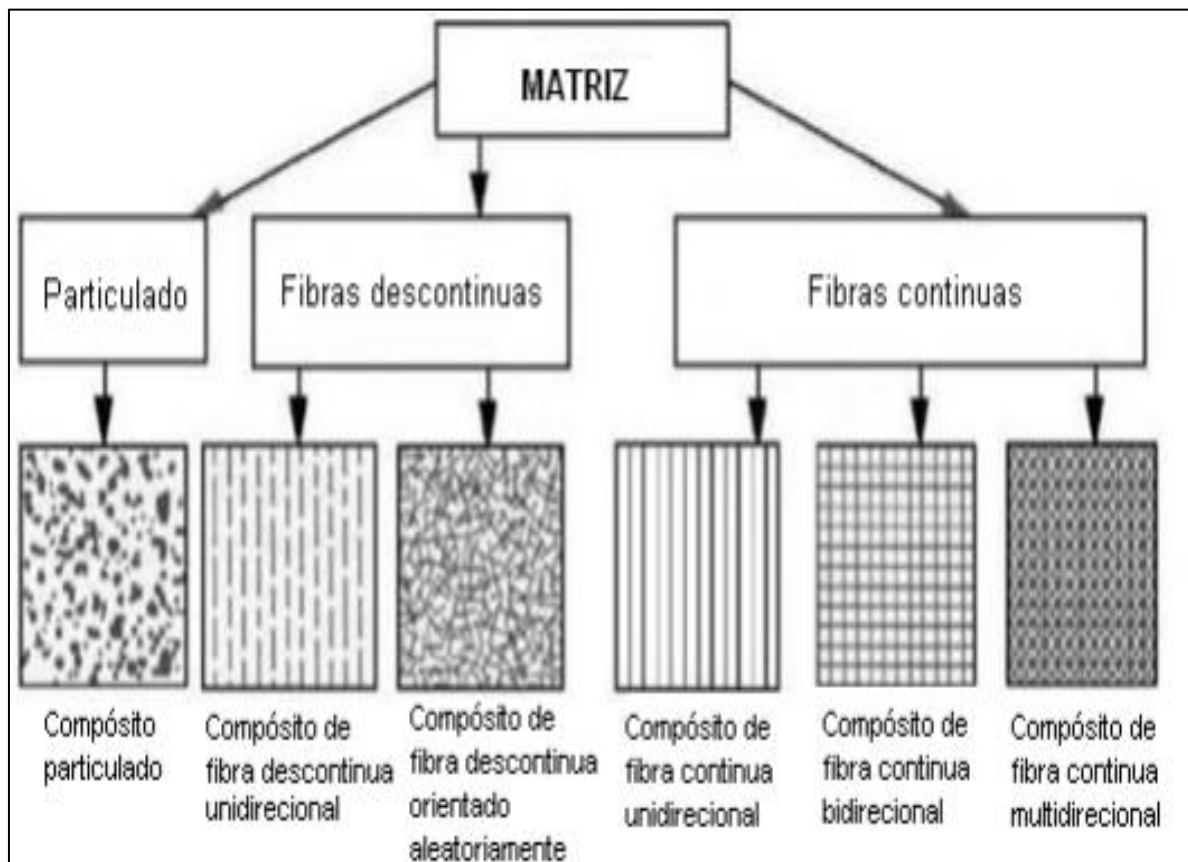 MATRIZ
Particulado
Fibras descontinuas
Fibras continuas
Compósito
particulado
Compósito de
fibra descontinua
unidirecional
Compósito de
fibra descontinua
orientado
aleatoriamente
Compósito de
fibra continua
unidirecional
Compósito de
fibra continua
bidirecional
Compósito de
fibra continua
multidirecional